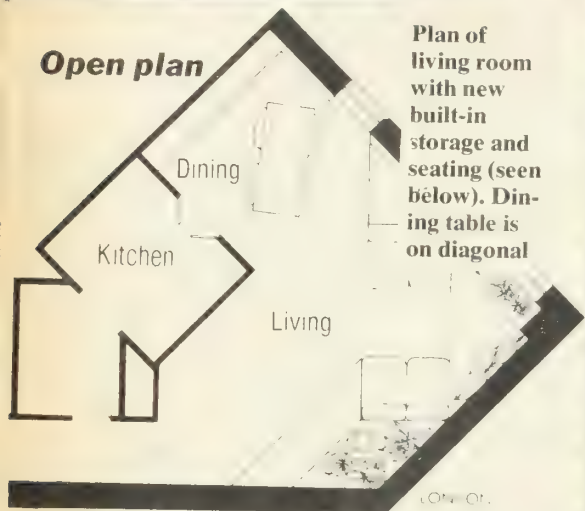 Open plan
Plan of
living room
with new
built-in
storage and
seating (seen
below). Din-
ing table is
on diagonal
Dining
Kitchen
Living